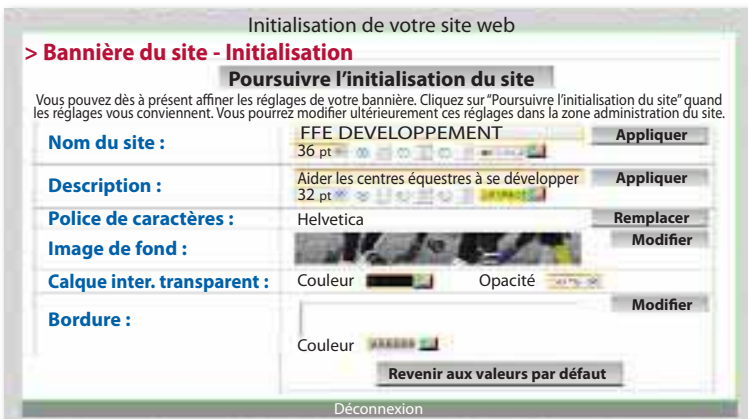 Initialisation de votre site web
> Bannière du site - Initialisation
Poursuivre l'initialisation du site
Vous pouvez dès à présent affiner les réglages de votre bannière. Cliquez sur "Poursuivre l'initialisation du site" quand
les réglages vous conviennent. Vous pourrez modifier ultérieurement ces réglages dans la zone administration du site.
Nom du site : FFE DEVELOPPEMENT Appliquer
36 pt
Description : Aider les centres équestres à se développer Appliquer
32 pt
Police de caractères : Helvetica Remplacer
Image de fond : Modifier
Calque inter. transparent : Couleur Opacité
Bordure : Modifier
Couleur
Revenir aux valeurs par défaut
Déconnexion